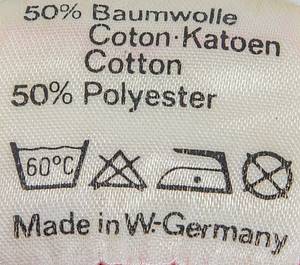 50% Baumwolle
Coton·Katoen
Cotton
50% Polyester
60°C
Made in W.-Germany